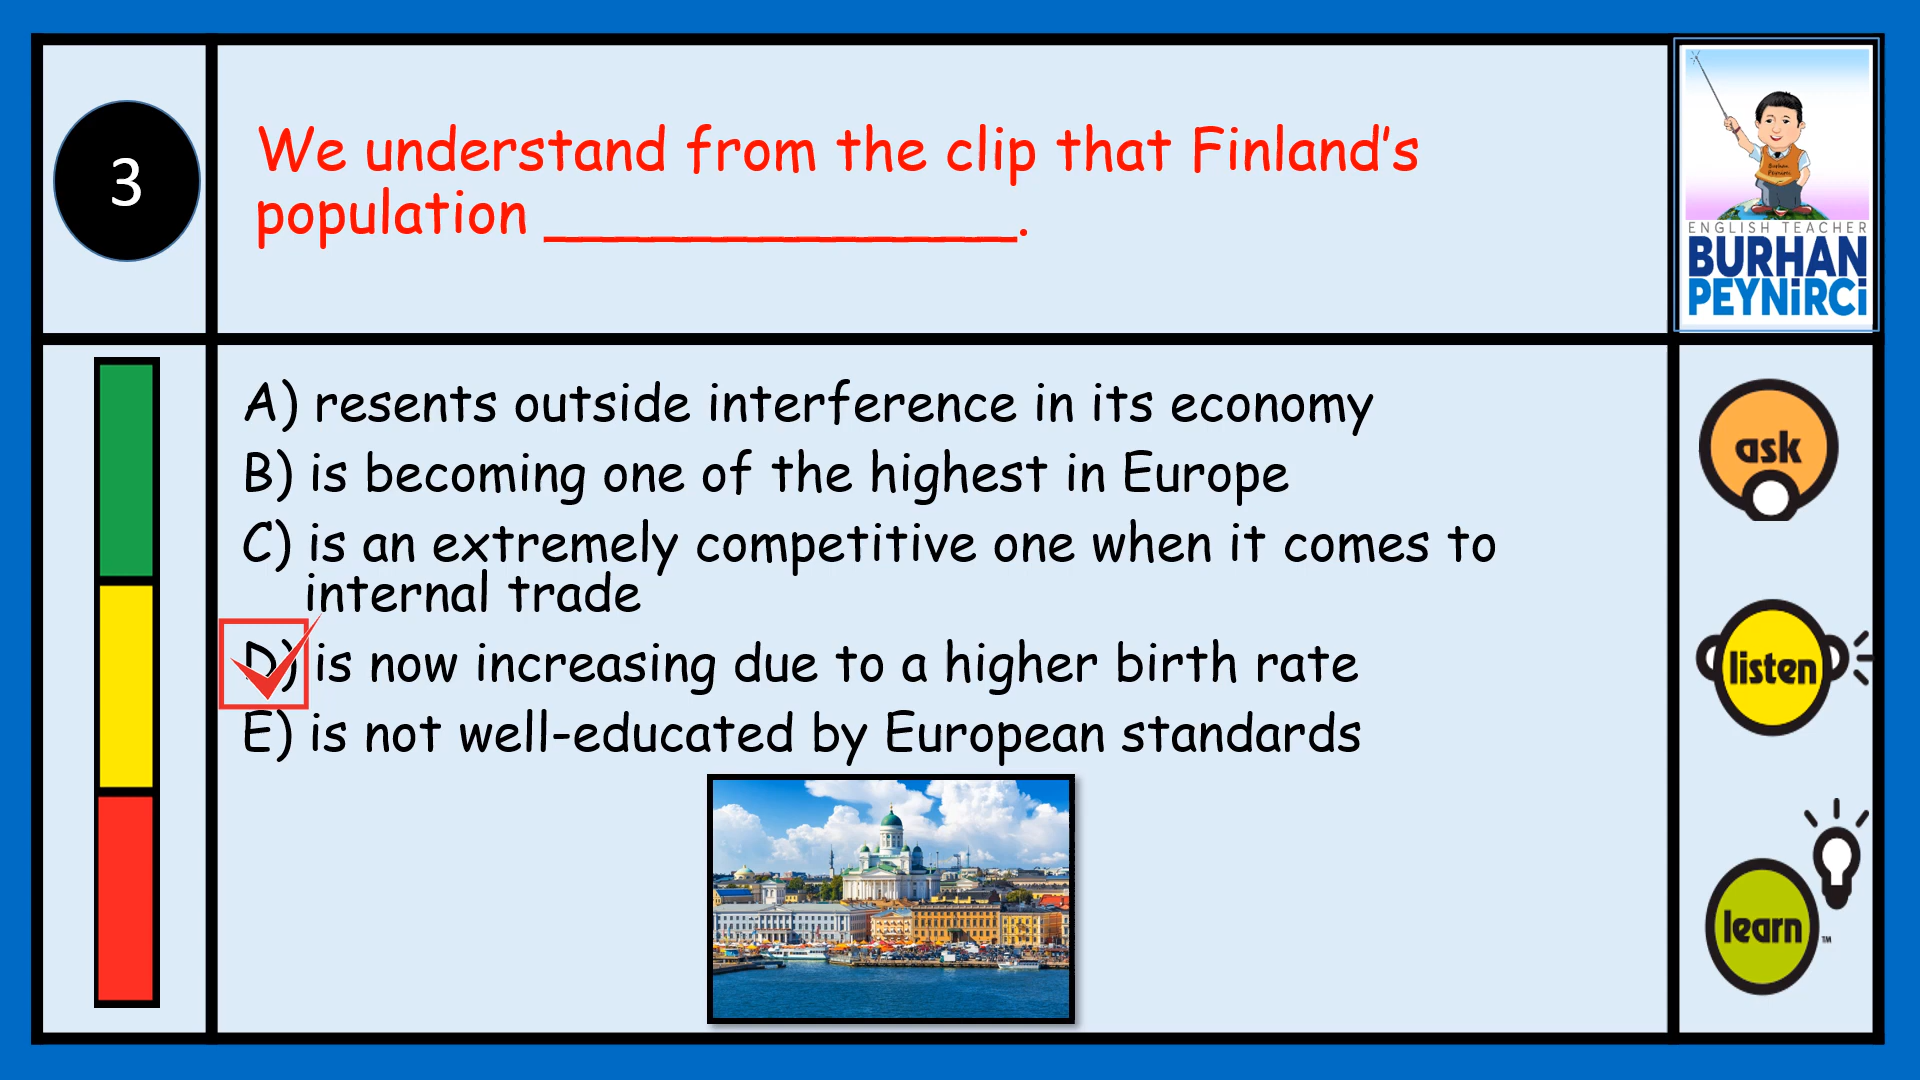 3
We understand from the clip that Finland’s
population _____________.
ENGLISH TEACHER
BURHAN
PEYNiRCi
A) resents outside interference in its economy
B) is becoming one of the highest in Europe
C) is an extremely competitive one when it comes to
internal trade
D) is now increasing due to a higher birth rate
E) is not well-educated by European standards
ask
listen
learn
TM